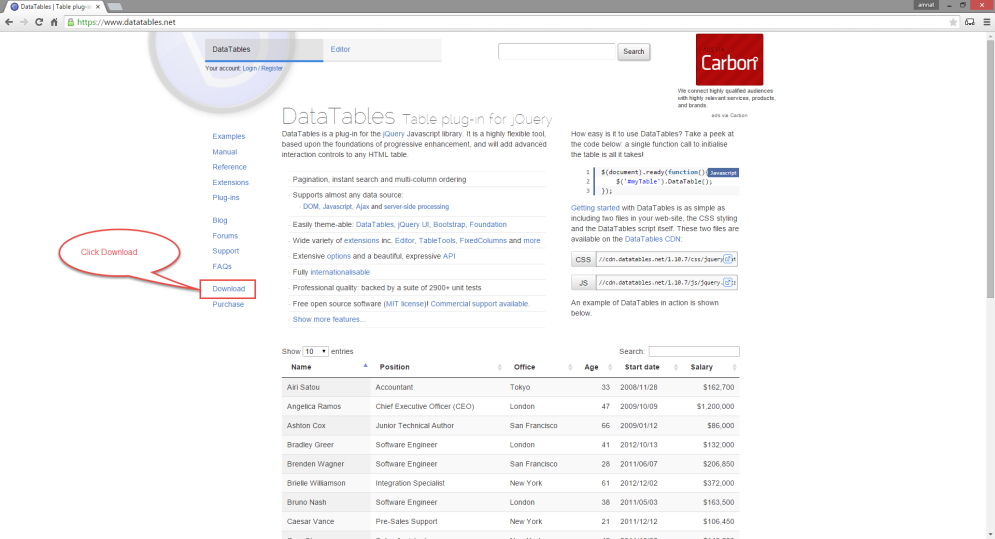 DataTables | Table plug-in
amnat
https://www.datatables.net
DataTables
Editor
Search
Your account: Login / Register
Carbon
We connect highly qualified audiences
with highly relevant services, products,
and brands.
ads via Carbon
DataTables Table plug-in for jQuery
Examples
Manual
Reference
Extensions
Plug-ins
Blog
Forums
Support
FAQs
Download
Purchase
Click Download
DataTables is a plug-in for the jQuery Javascript library. It is a highly flexible tool,
based upon the foundations of progressive enhancement, and will add advanced
interaction controls to any HTML table.
Pagination, instant search and multi-column ordering
Supports almost any data source:
DOM, Javascript, Ajax and server-side processing
Easily theme-able: DataTables, jQuery UI, Bootstrap, Foundation
Wide variety of extensions inc. Editor, TableTools, FixedColumns and more
Extensive options and a beautiful, expressive API
Fully internationalisable
Professional quality: backed by a suite of 2900+ unit tests
Free open source software (MIT license)! Commercial support available.
Show more features...
How easy is it to use DataTables? Take a peek at
the code below: a single function call to initialise
the table is all it takes!
Javascript
1 $(document).ready(function(){
2 $('#myTable').DataTable();
3 });
Getting started with DataTables is as simple as
including two files in your web-site, the CSS styling
and the DataTables script itself. These two files are
available on the DataTables CDN:
CSS //cdn.datatables.net/1.10.7/css/jquery
JS //cdn.datatables.net/1.10.7/js/jquery.
An example of DataTables in action is shown
below.
Show 10 entries
Search:
Name Position Office Age Start date Salary
Airi Satou Accountant Tokyo 33 2008/11/28 $162,700
Angelica Ramos Chief Executive Officer (CEO) London 47 2009/10/09 $1,200,000
Ashton Cox Junior Technical Author San Francisco 66 2009/01/12 $86,000
Bradley Greer Software Engineer London 41 2012/10/13 $132,000
Brenden Wagner Software Engineer San Francisco 28 2011/06/07 $206,850
Brielle Williamson Integration Specialist New York 61 2012/12/02 $372,000
Bruno Nash Software Engineer London 38 2011/05/03 $163,500
Caesar Vance Pre-Sales Support New York 21 2011/12/12 $106,450